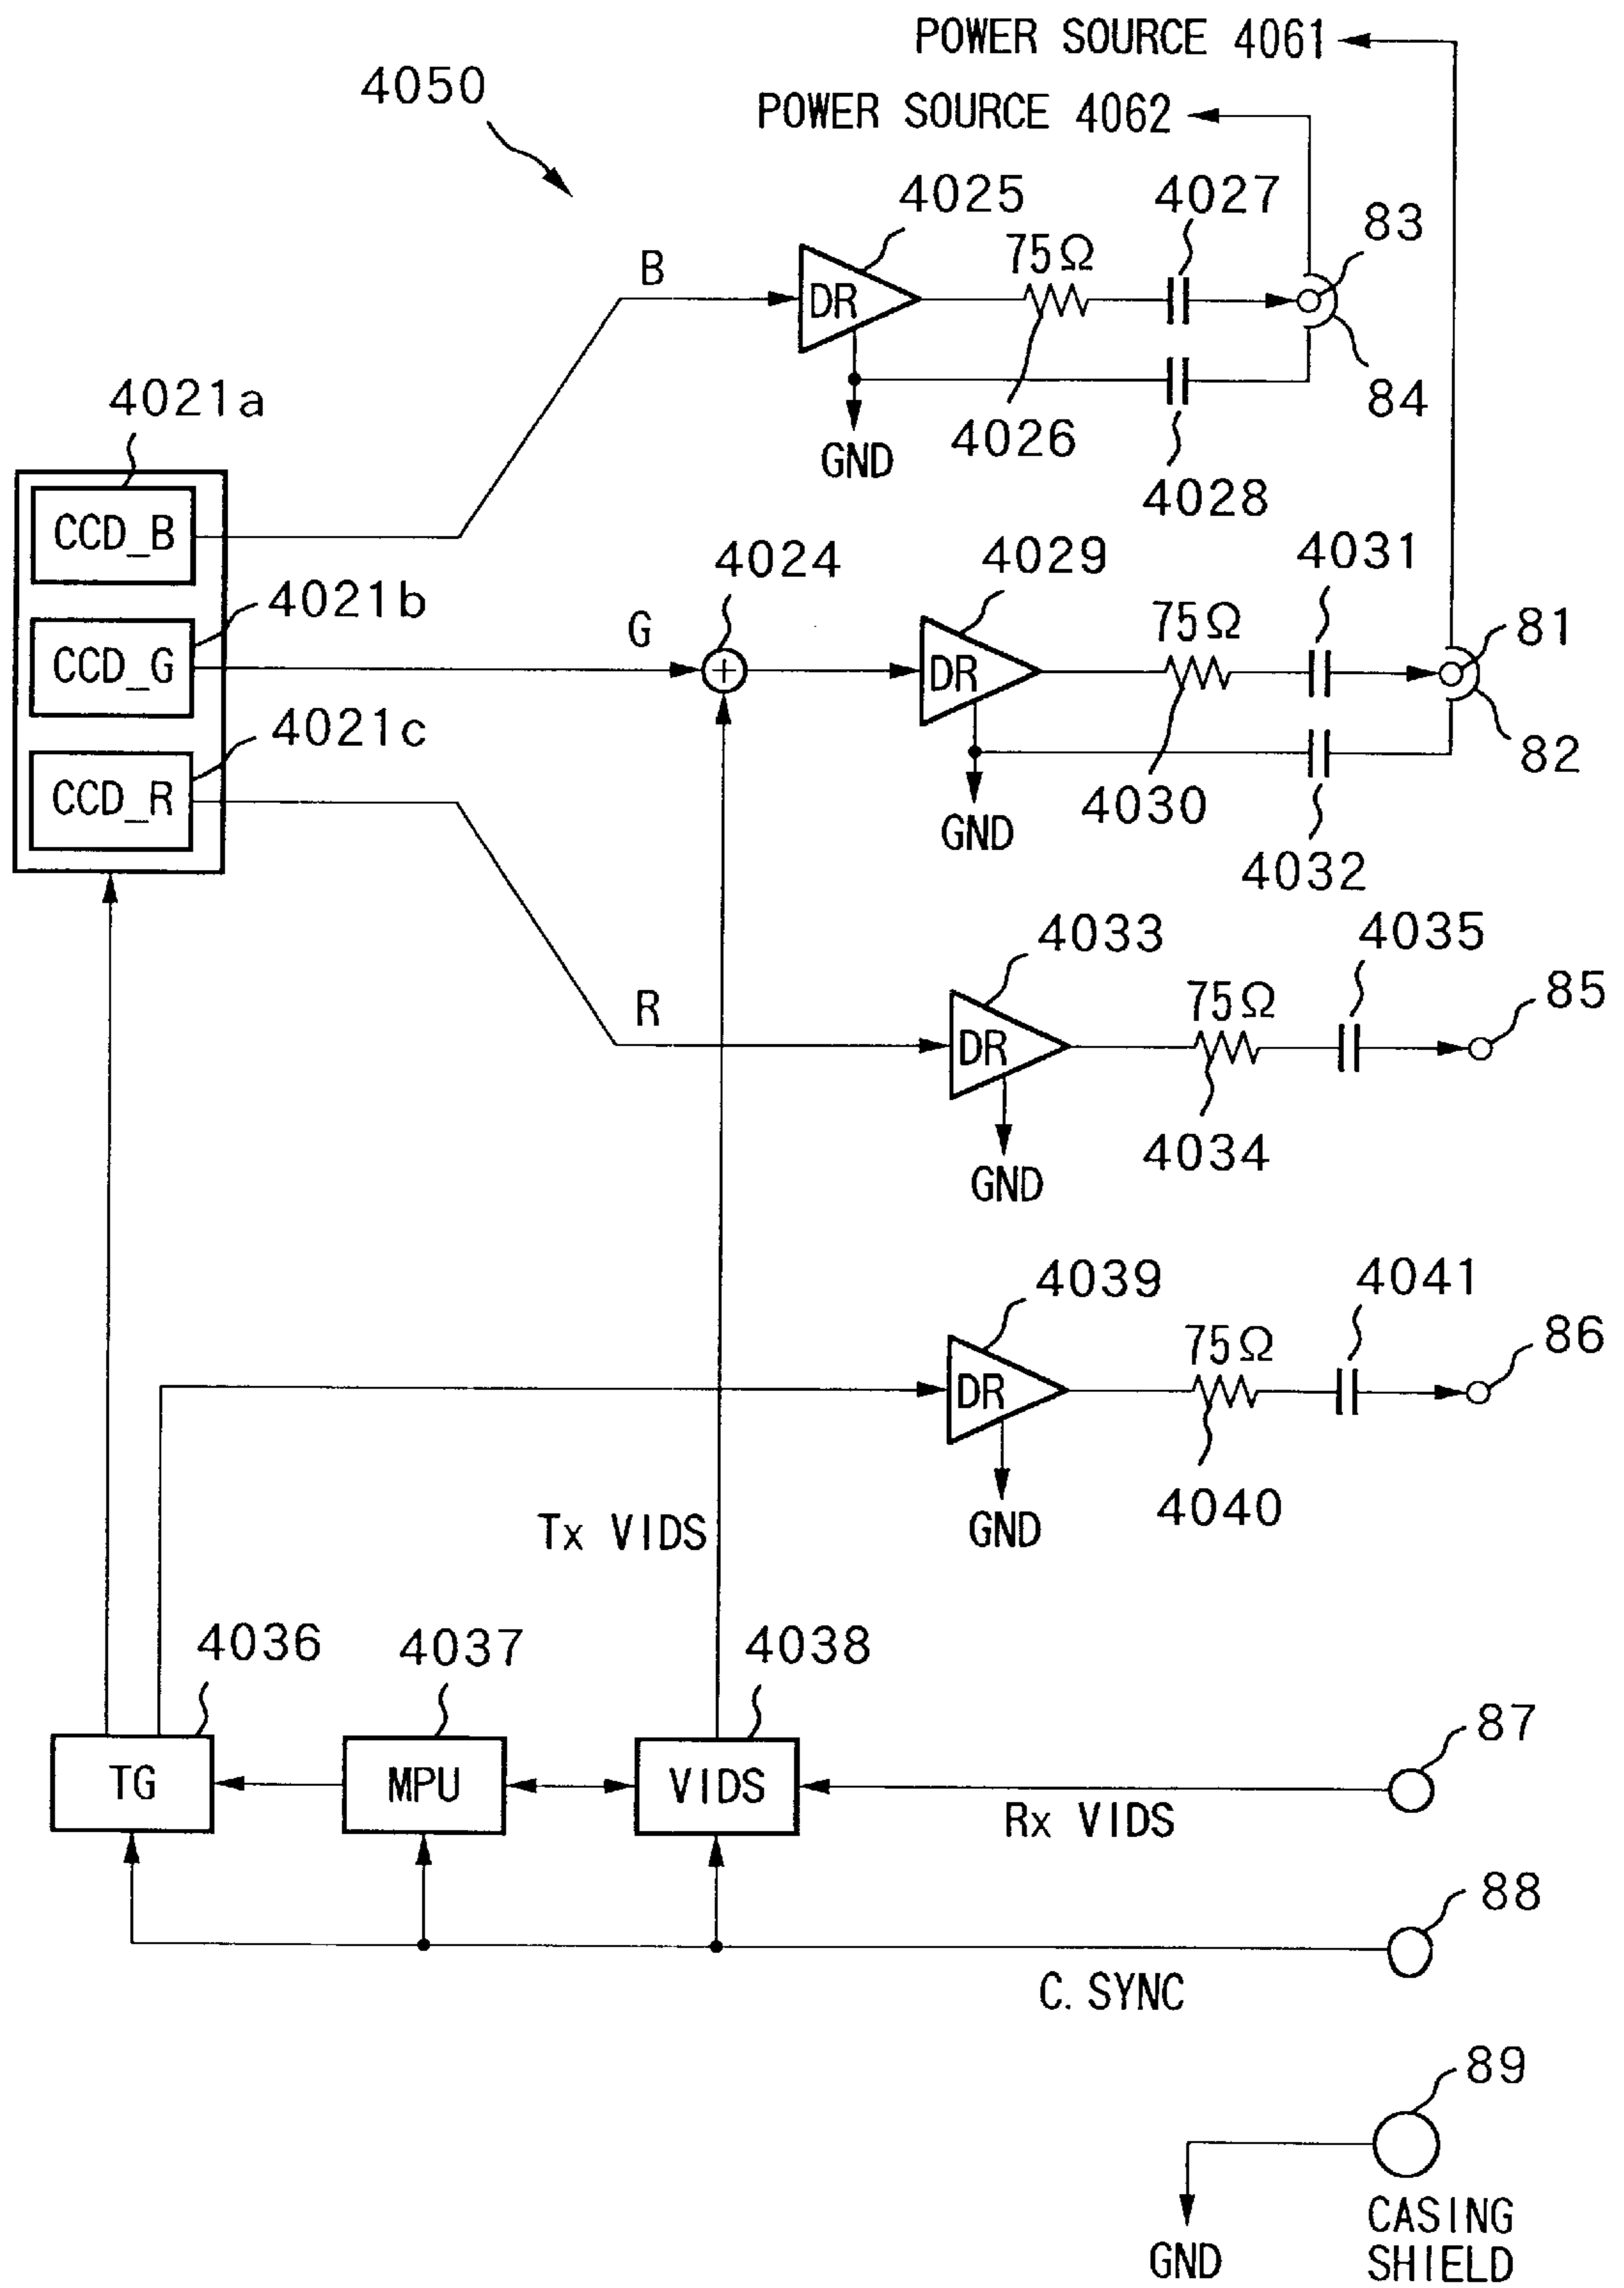 POWER SOURCE 4061
4050
POWER SOURCE 4062
4025
4027
83
75Ω
B
DR
84
4021a
4026
GND
4028
CCD_B
4024
4029
4031
4021b
G
75Ω
81
CCD_G
+
DR
4021c
82
CCD_R
4030
GND
4032
4033
4035
85
R
75Ω
DR
4034
GND
4039
4041
86
75Ω
DR
4040
GND
Tx VIDS
4036
4037
4038
87
TG
MPU
VIDS
Rx VIDS
88
C. SYNC
89
CASING
SHIELD
GND